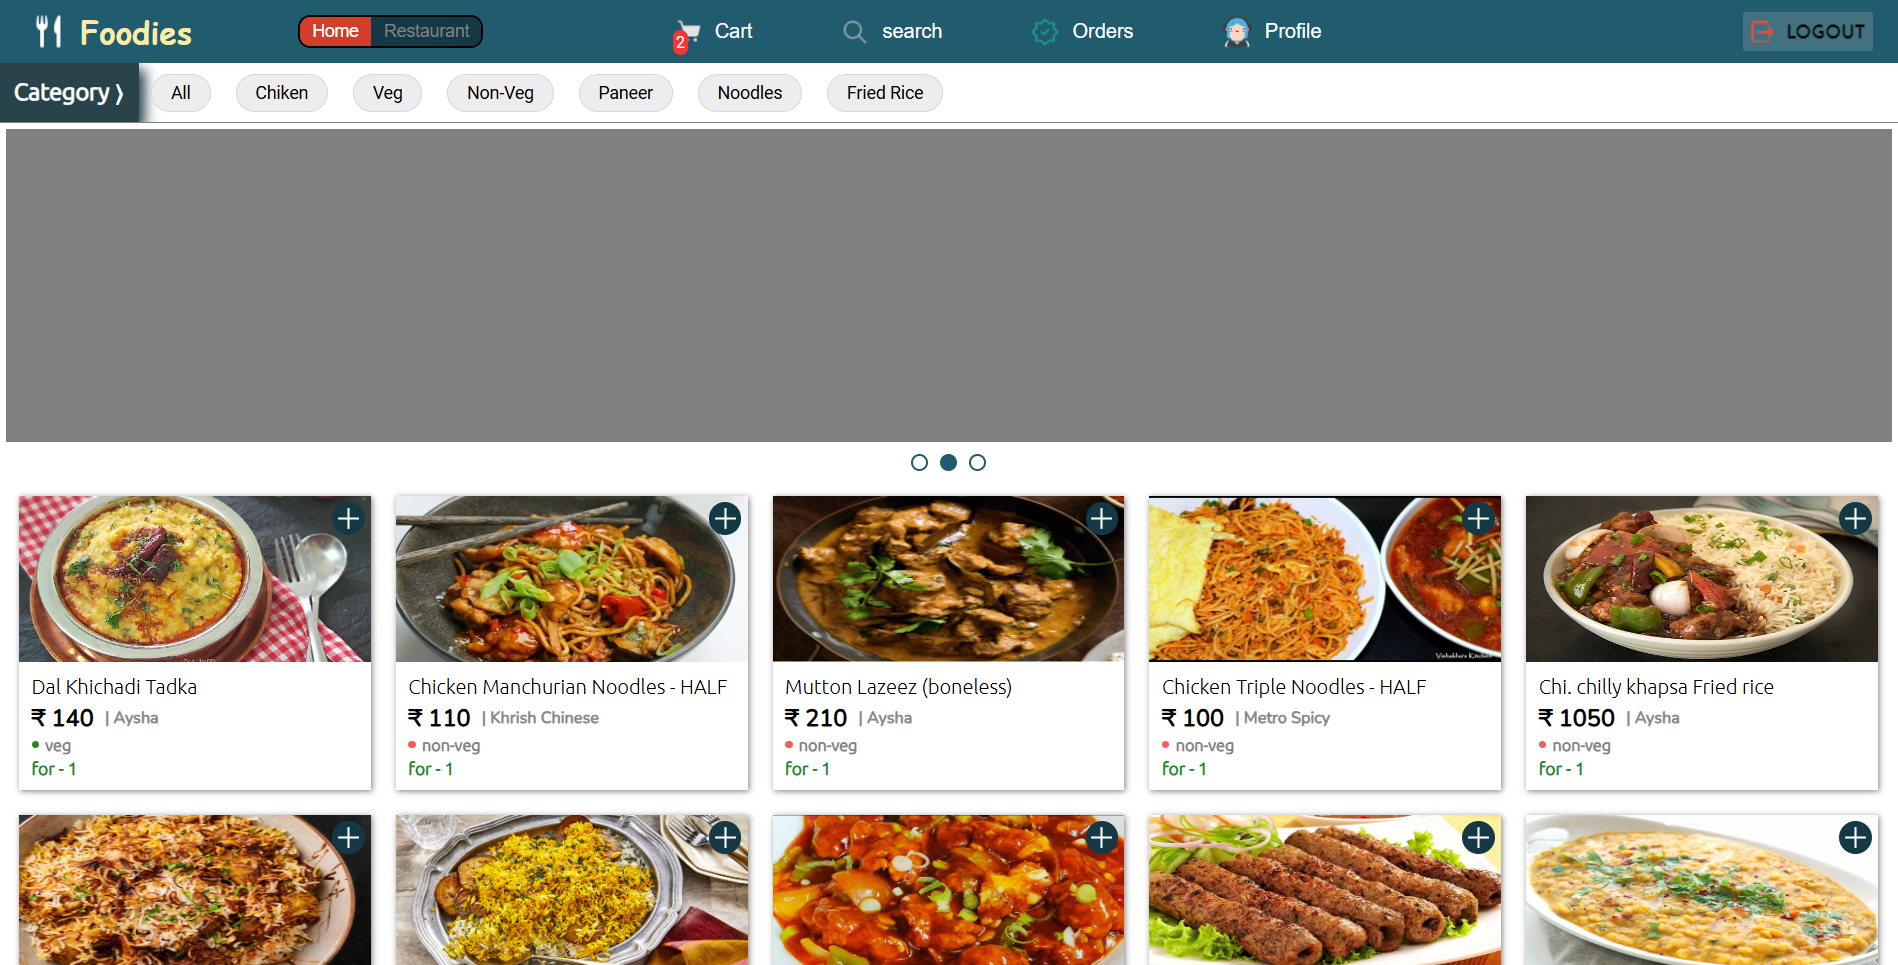 Foodies
Home Restaurant
2 Cart
search
Orders
Profile
LOGOUT
Category ⟩
All Chiken Veg Non-Veg Paneer Noodles Fried Rice
Dal Khichadi Tadka
₹ 140 | Aysha
veg
for - 1
Chicken Manchurian Noodles - HALF
₹ 110 | Khrish Chinese
non-veg
for - 1
Mutton Lazeez (boneless)
₹ 210 | Aysha
non-veg
for - 1
Vishakha's Kitchen
Chicken Triple Noodles - HALF
₹ 100 | Metro Spicy
non-veg
for - 1
Chi. chilly khapsa Fried rice
₹ 1050 | Aysha
non-veg
for - 1